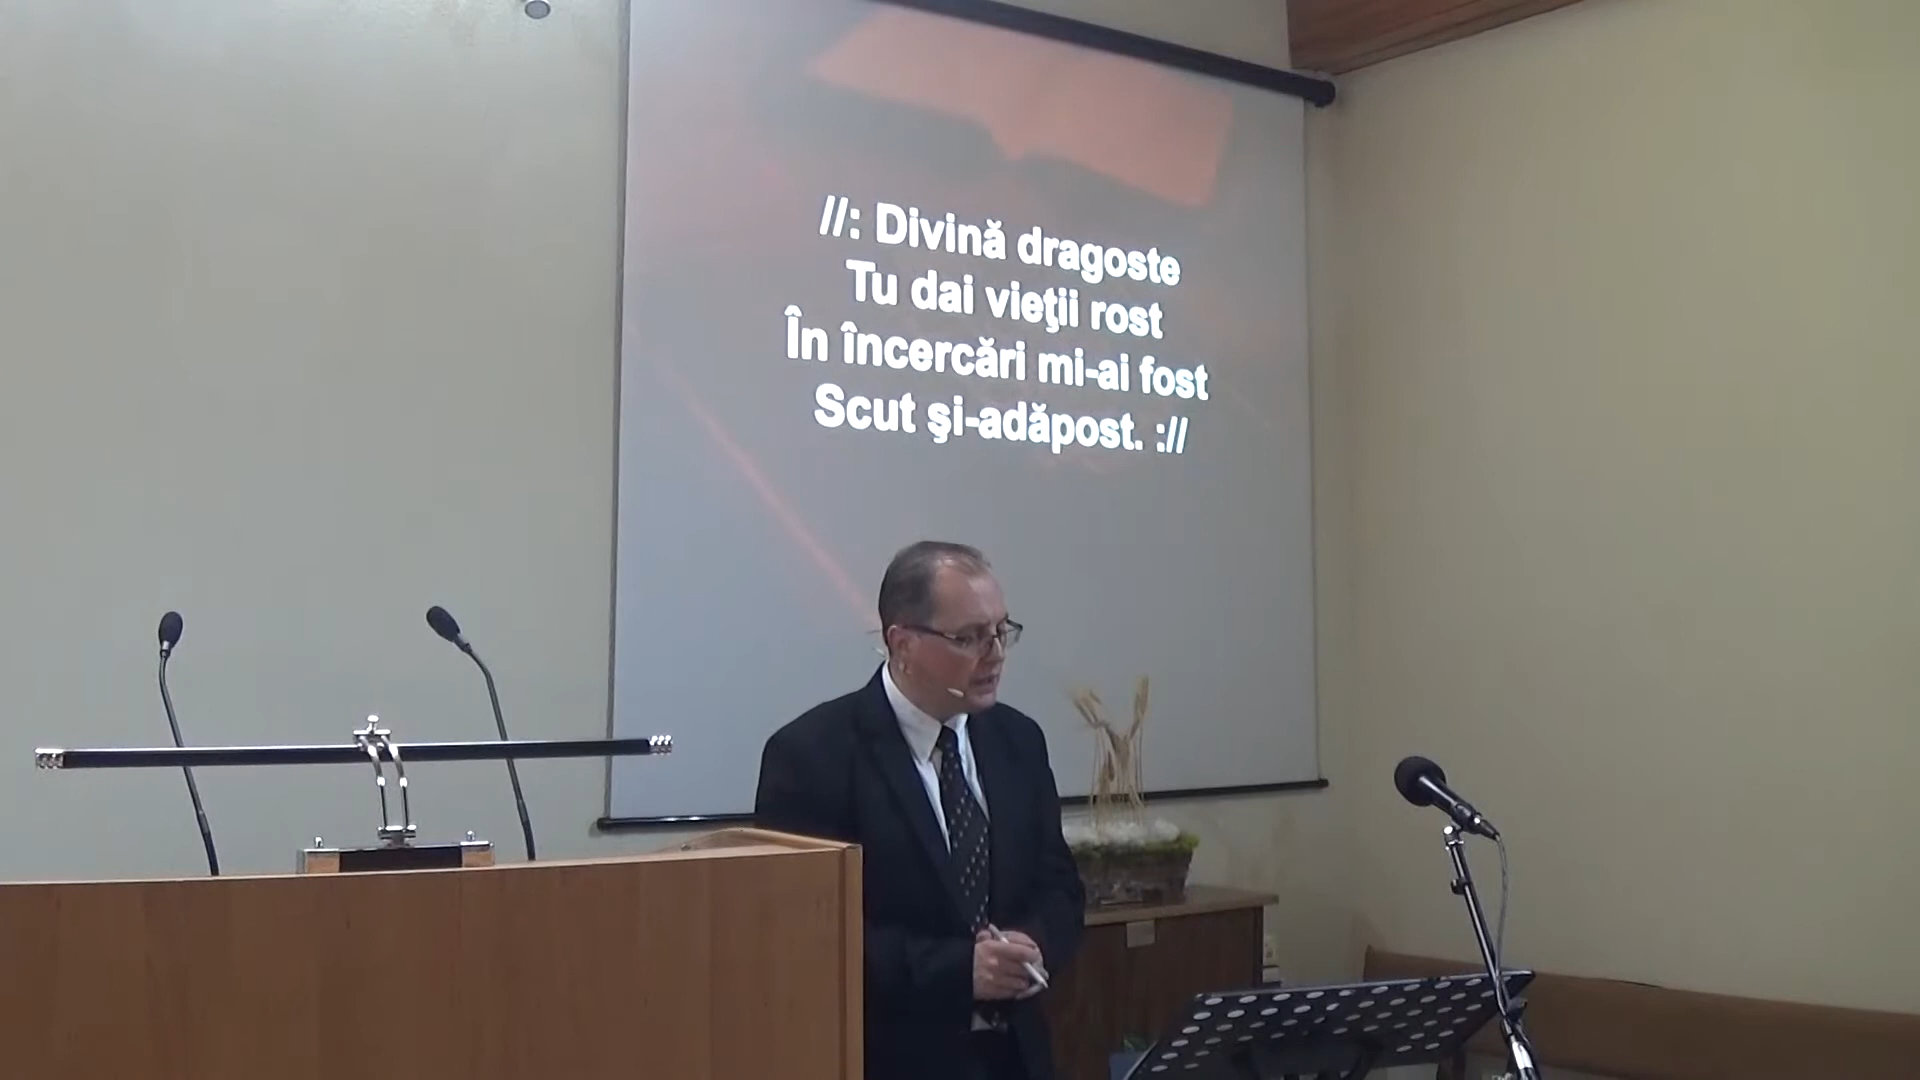 //: Divină dragoste
Tu dai vieţii rost
În încercări mi-ai fost
Scut şi-adăpost. ://